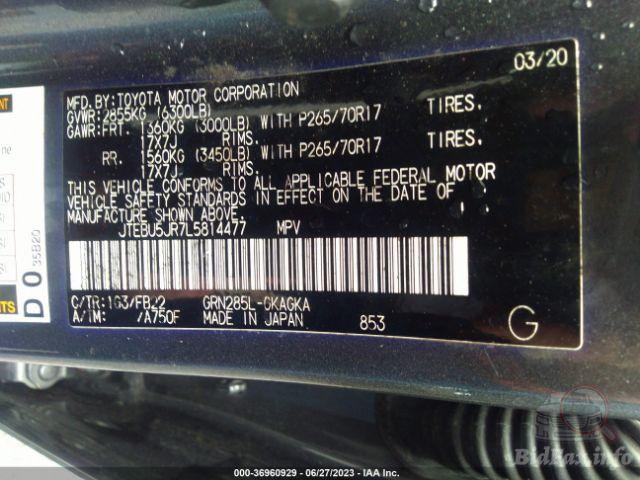 03/20
MFD.BY:TOYOTA MOTOR CORPORATION
GVWR:2855KG (6300LB)
GAWR:FRT. 1360KG (3000LB) WITH P265/70R17 TIRES,
17X7J RIMS.
RR. 1560KG (3450LB) WITH P265/70R17 TIRES,
17X7J RIMS.
THIS VEHICLE CONFORMS TO ALL APPLICABLE FEDERAL MOTOR
VEHICLE SAFETY STANDARDS IN EFFECT ON THE DATE OF
MANUFACTURE SHOWN ABOVE.
JTEBU5JR7L5814477 MPV
C/TR:1G3/FB22 GRN285L-GKAGKA
A/TM: /A750F MADE IN JAPAN 853
G
D0
35B20
000-36960929 - 06/27/2023 - IAA Inc.
BidFax.info